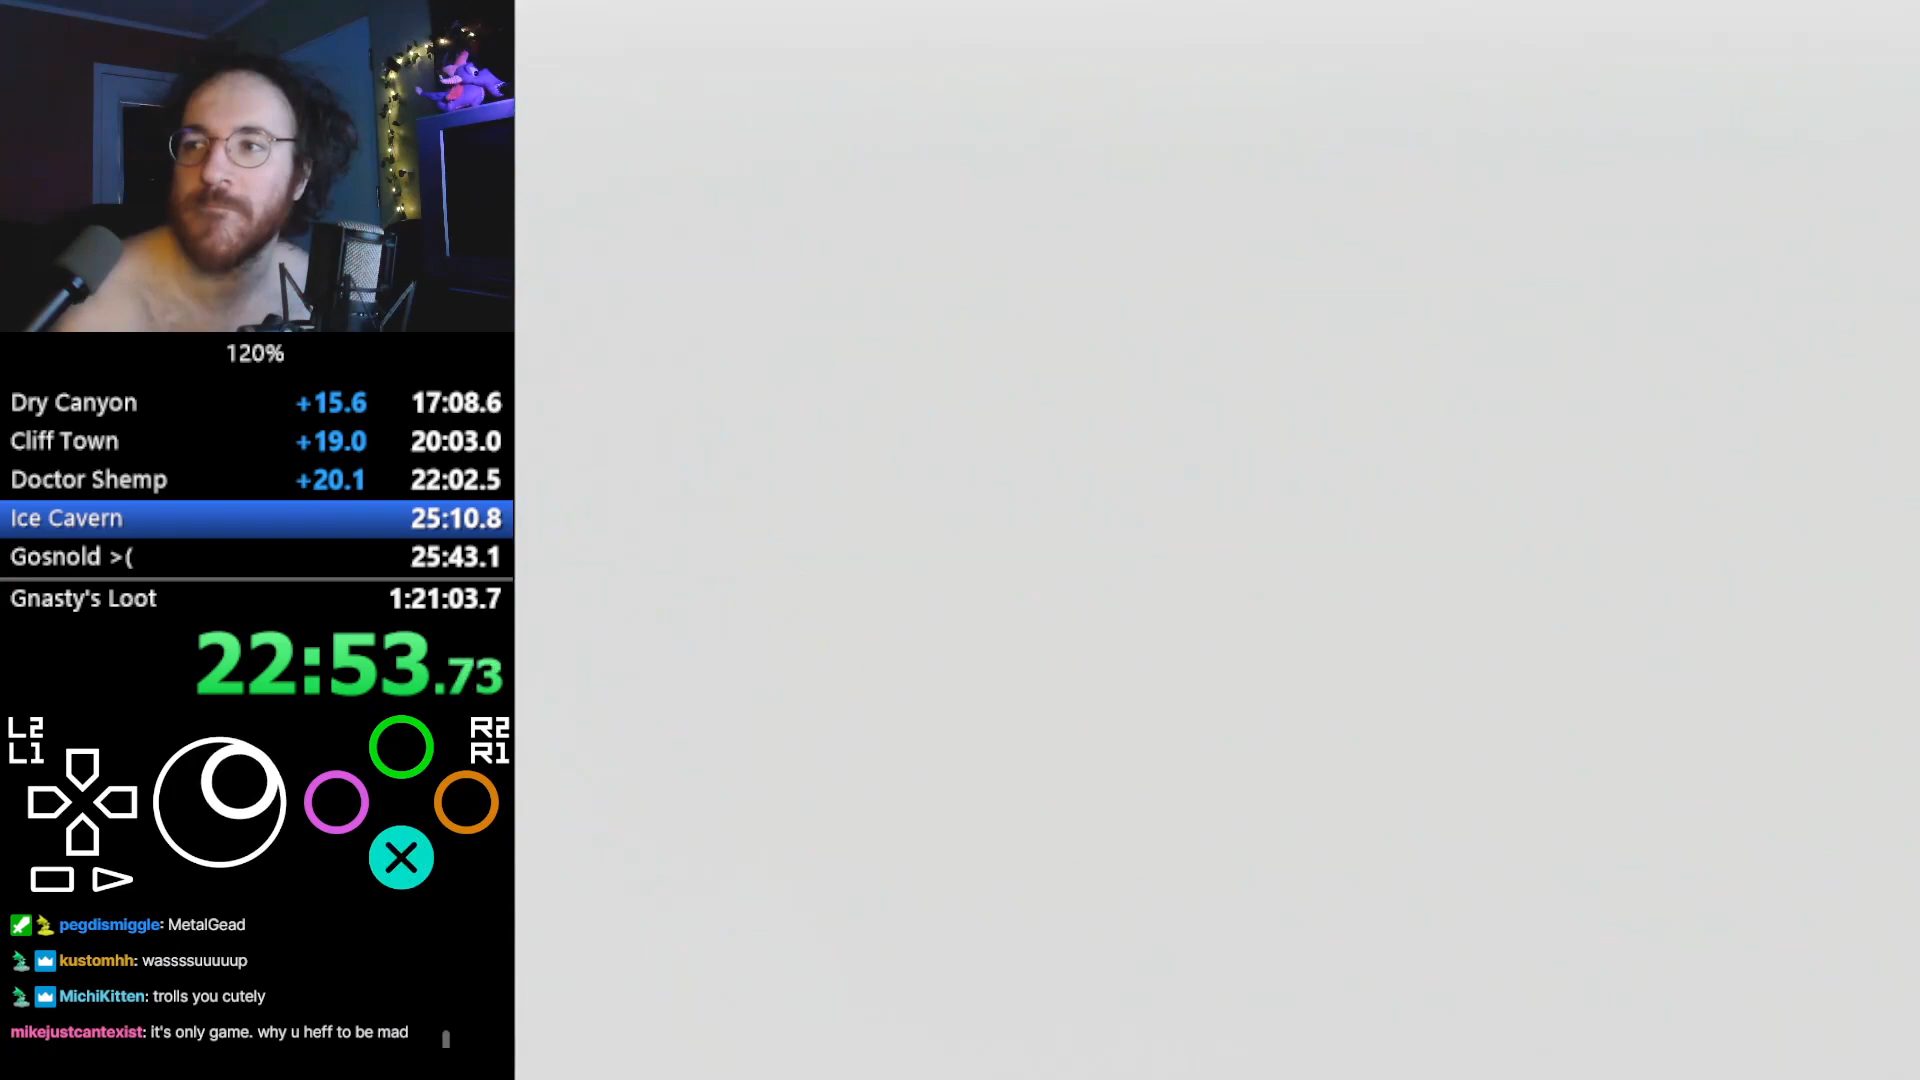 120%
Dry Canyon +15.6 17:08.6
Cliff Town +19.0 20:03.0
Doctor Shemp +20.1 22:02.5
Ice Cavern 25:10.8
Gosnold >( 25:43.1
Gnasty's Loot 1:21:03.7
22:53.73
L2 R2
L1 R1
pegdismiggle: MetalGead
kustomhh: wassssuuuuup
MichiKitten: trolls you cutely
mikejustcantexist: it's only game. why u heff to be mad